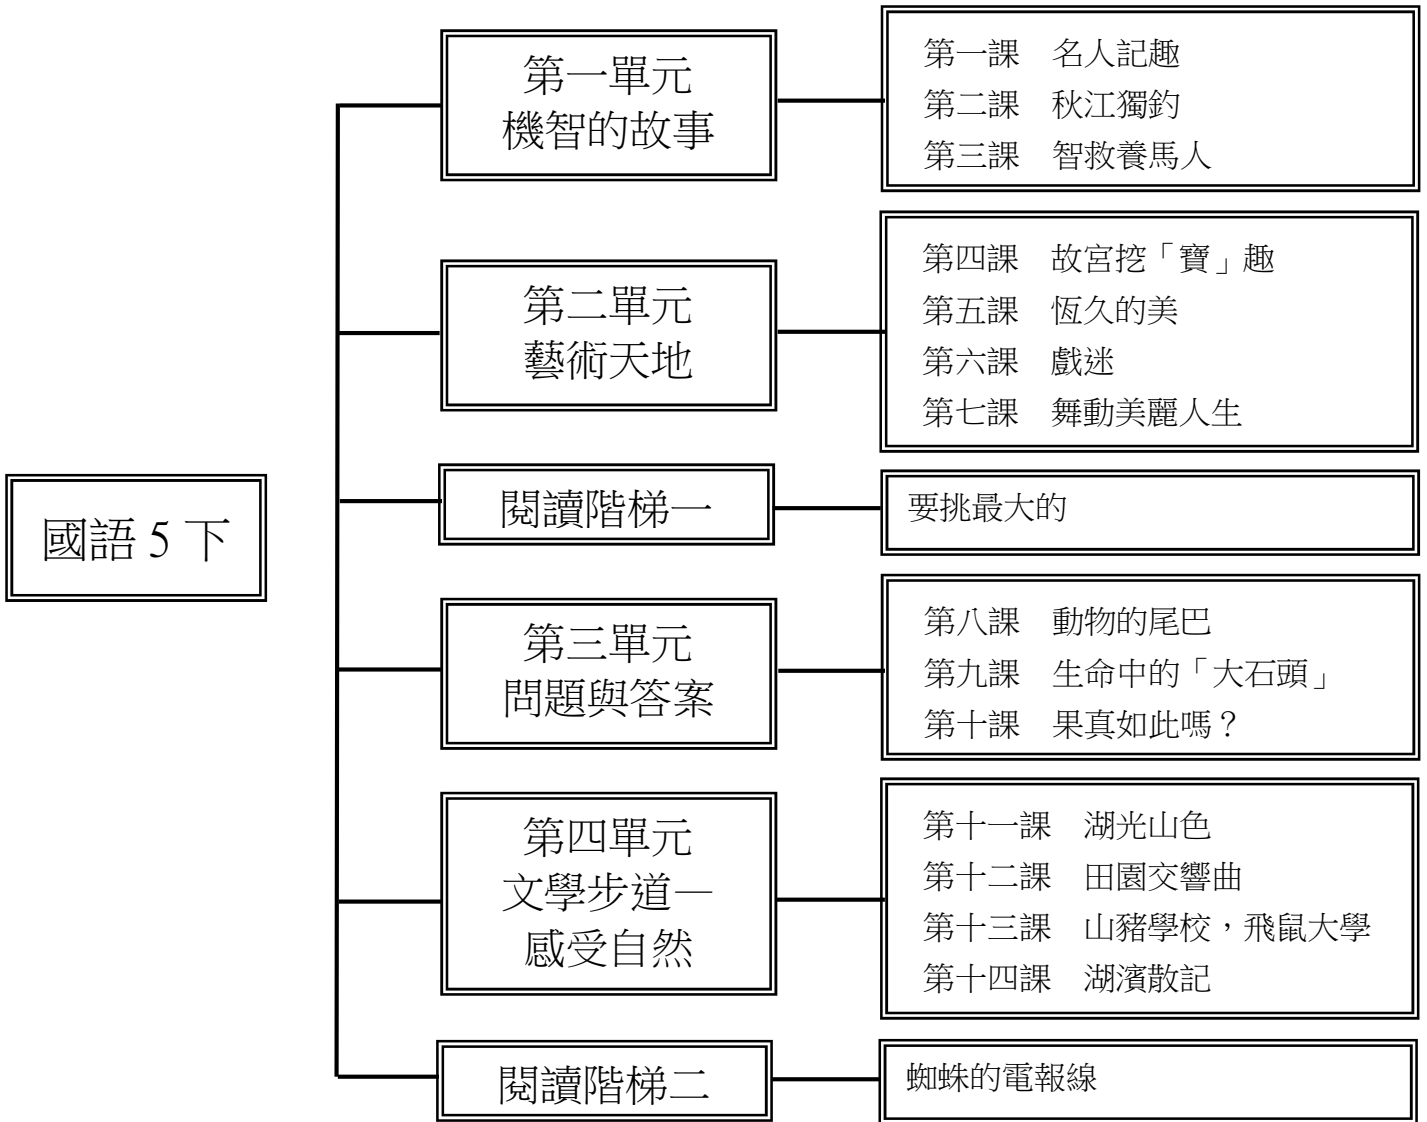 國語 5 下
第一單元
機智的故事
第一課　名人記趣
第二課　秋江獨釣
第三課　智救養馬人
第二單元
藝術天地
第四課　故宮挖「寶」趣
第五課　恆久的美
第六課　戲迷
第七課　舞動美麗人生
閱讀階梯一
要挑最大的
第三單元
問題與答案
第八課　動物的尾巴
第九課　生命中的「大石頭」
第十課　果真如此嗎？
第四單元
文學步道—
感受自然
第十一課　湖光山色
第十二課　田園交響曲
第十三課　山豬學校，飛鼠大學
第十四課　湖濱散記
閱讀階梯二
蜘蛛的電報線